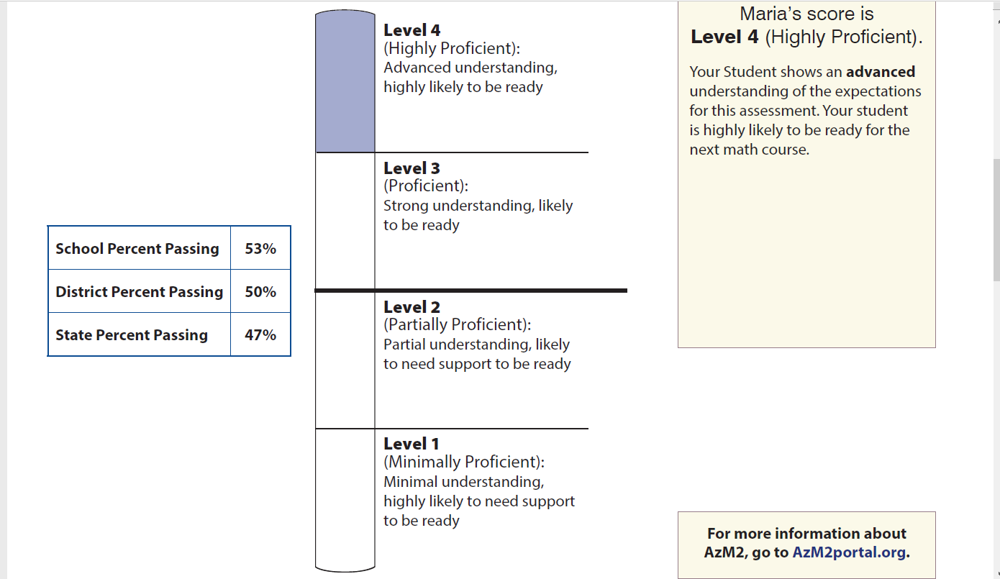 Level 4
(Highly Proficient):
Advanced understanding,
highly likely to be ready
Level 3
(Proficient):
Strong understanding, likely
to be ready
School Percent Passing 53%
District Percent Passing 50%
State Percent Passing 47%
Level 2
(Partially Proficient):
Partial understanding, likely
to need support to be ready
Level 1
(Minimally Proficient):
Minimal understanding,
highly likely to need support
to be ready
Maria’s score is
Level 4 (Highly Proficient).
Your Student shows an advanced
understanding of the expectations
for this assessment. Your student
is highly likely to be ready for the
next math course.
For more information about
AzM2, go to AzM2portal.org.